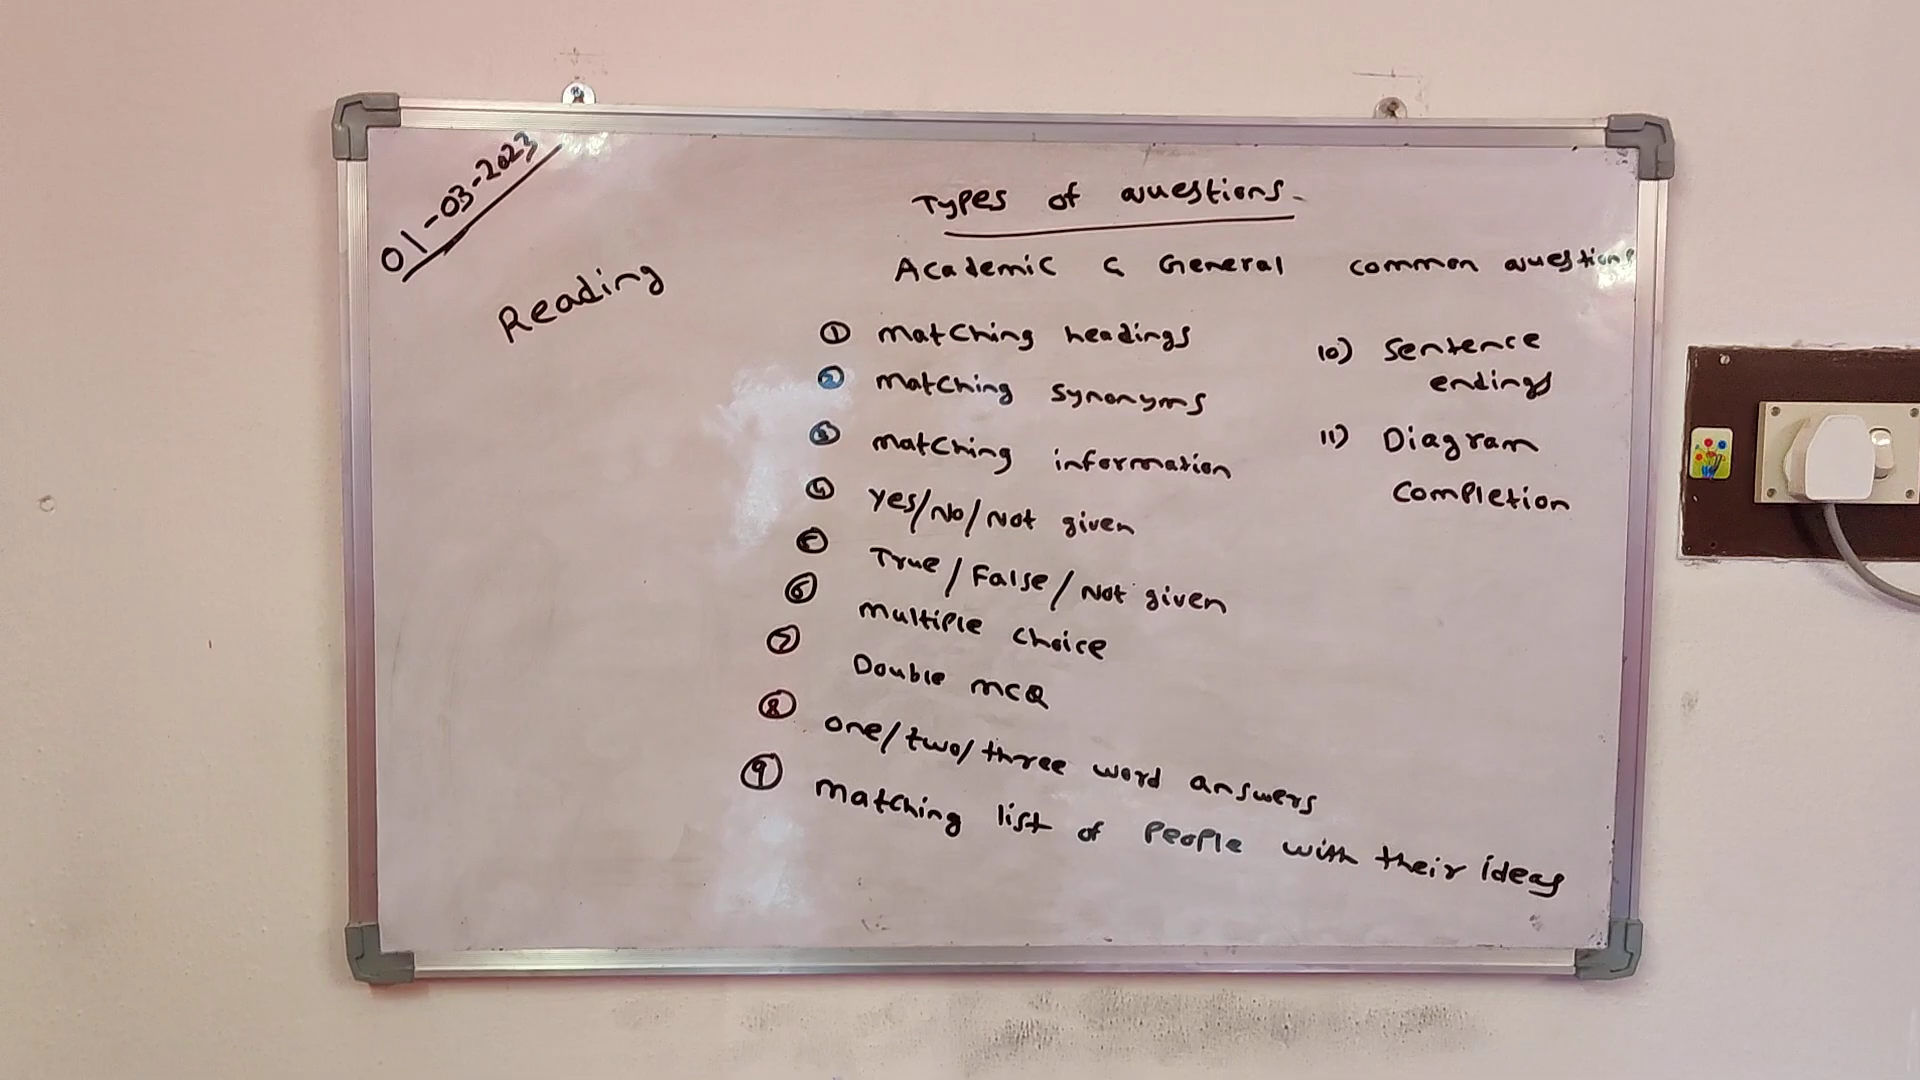 01-03-2023
Reading
Types of questions.
Academic & General common questions
① matching headings
② matching synonyms
③ matching information
④ yes/No/Not given
⑤ True/False/Not given
⑥ multiple choice
⑦ Double MCQ
⑧ one/two/three word answers
⑨ matching list of people with their ideas
10) Sentence
endings
11) Diagram
completion